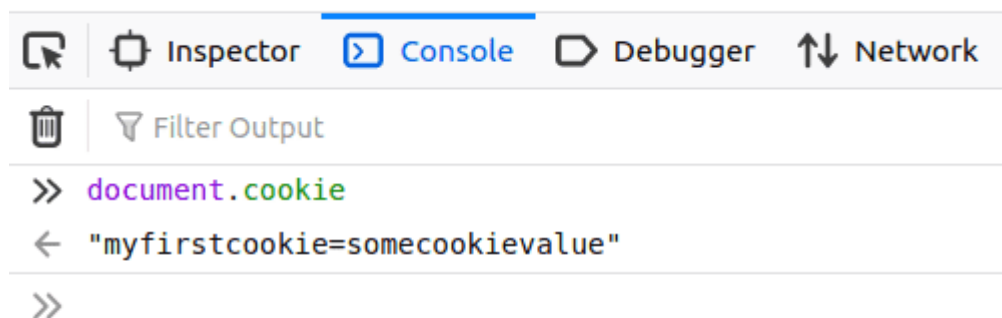 Inspector Console Debugger Network
Filter Output
>> document.cookie
← "myfirstcookie=somecookievalue"
>>